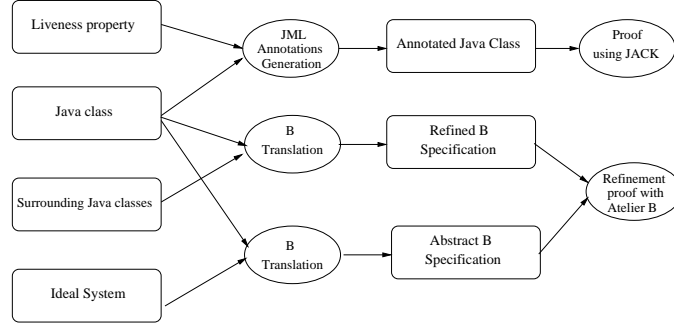 Liveness property
JML
Annotations
Generation
Annotated Java Class
Proof
using JACK
Java class
B
Translation
Refined B
Specification
Surrounding Java classes
Refinement
proof with
Atelier B
B
Translation
Abstract B
Specification
Ideal System